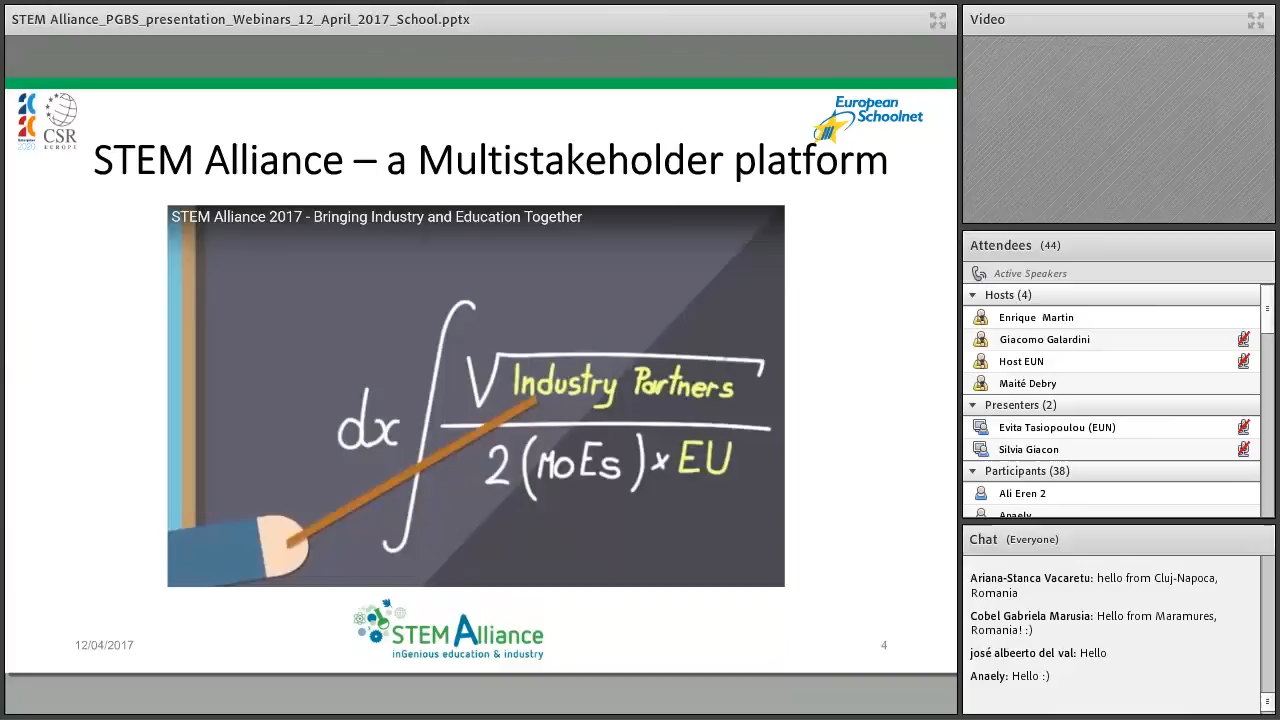 STEM Alliance_PGBS_presentation_Webinars_12_April_2017_School.pptx
CSR
EUROPE
European
Schoolnet
STEM Alliance – a Multistakeholder platform
STEM Alliance 2017 - Bringing Industry and Education Together
dx ∫ √ Industry Partners
2 (MoEs) x EU
STEM Alliance
inGenious education & industry
12/04/2017
4
Video
Attendees (44)
Active Speakers
Hosts (4)
Enrique Martin
Giacomo Galardini
Host EUN
Maité Debry
Presenters (2)
Evita Tasiopoulou (EUN)
Silvia Giacon
Participants (38)
Ali Eren 2
Anaely
Chat (Everyone)
Ariana-Stanca Vacaretu: hello from Cluj-Napoca,
Romania
Cobel Gabriela Marusia: Hello from Maramures,
Romania! :)
josé albeerto del val: Hello
Anaely: Hello :)